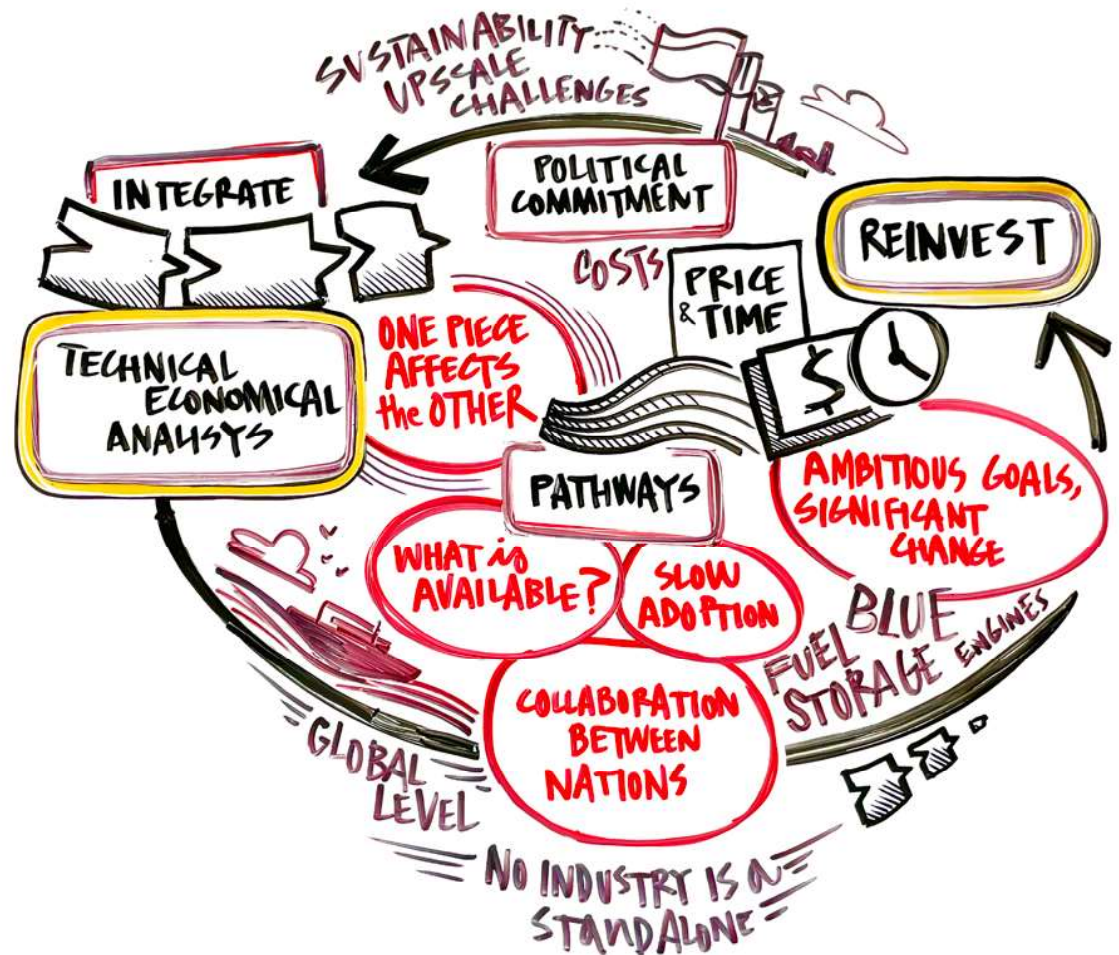 SUSTAINABILITY
UPSCALE
CHALLENGES
INTEGRATE
POLITICAL
COMMITMENT
REINVEST
COSTS
PRICE
& TIME
$
TECHNICAL
ECONOMICAL
ANALISYS
ONE PIECE
AFFECTS
the OTHER
PATHWAYS
AMBITIOUS GOALS,
SIGNIFICANT
CHANGE
WHAT is
AVAILABLE?
SLOW
ADOPTION
BLUE
FUEL
STORAGE
ENGINES
COLLABORATION
BETWEEN
NATIONS
GLOBAL
LEVEL
NO INDUSTRY IS a
STANDALONE